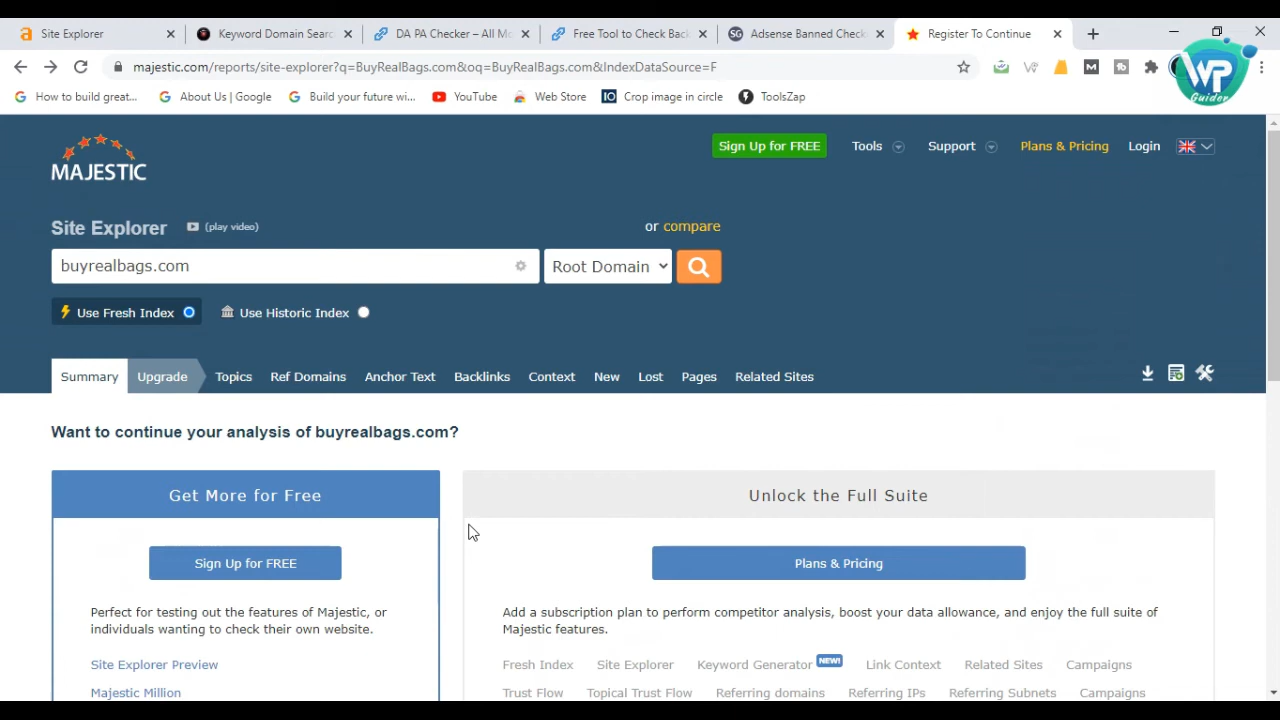 Site Explorer
Keyword Domain Searc
DA PA Checker – All Mo
Free Tool to Check Back
Adsense Banned Check
Register To Continue
majestic.com/reports/site-explorer?q=BuyRealBags.com&oq=BuyRealBags.com&IndexDataSource=F
WP
Guider
How to build great...
About Us | Google
Build your future wi...
YouTube
Web Store
Crop image in circle
ToolsZap
MAJESTIC
Sign Up for FREE
Tools
Support
Plans & Pricing
Login
Site Explorer
(play video)
or compare
buyrealbags.com
Root Domain
Use Fresh Index
Use Historic Index
Summary
Upgrade
Topics
Ref Domains
Anchor Text
Backlinks
Context
New
Lost
Pages
Related Sites
Want to continue your analysis of buyrealbags.com?
Get More for Free
Sign Up for FREE
Perfect for testing out the features of Majestic, or
individuals wanting to check their own website.
Site Explorer Preview
Majestic Million
Unlock the Full Suite
Plans & Pricing
Add a subscription plan to perform competitor analysis, boost your data allowance, and enjoy the full suite of
Majestic features.
Fresh Index
Site Explorer
Keyword Generator NEW!
Link Context
Related Sites
Campaigns
Trust Flow
Topical Trust Flow
Referring domains
Referring IPs
Referring Subnets
Campaigns